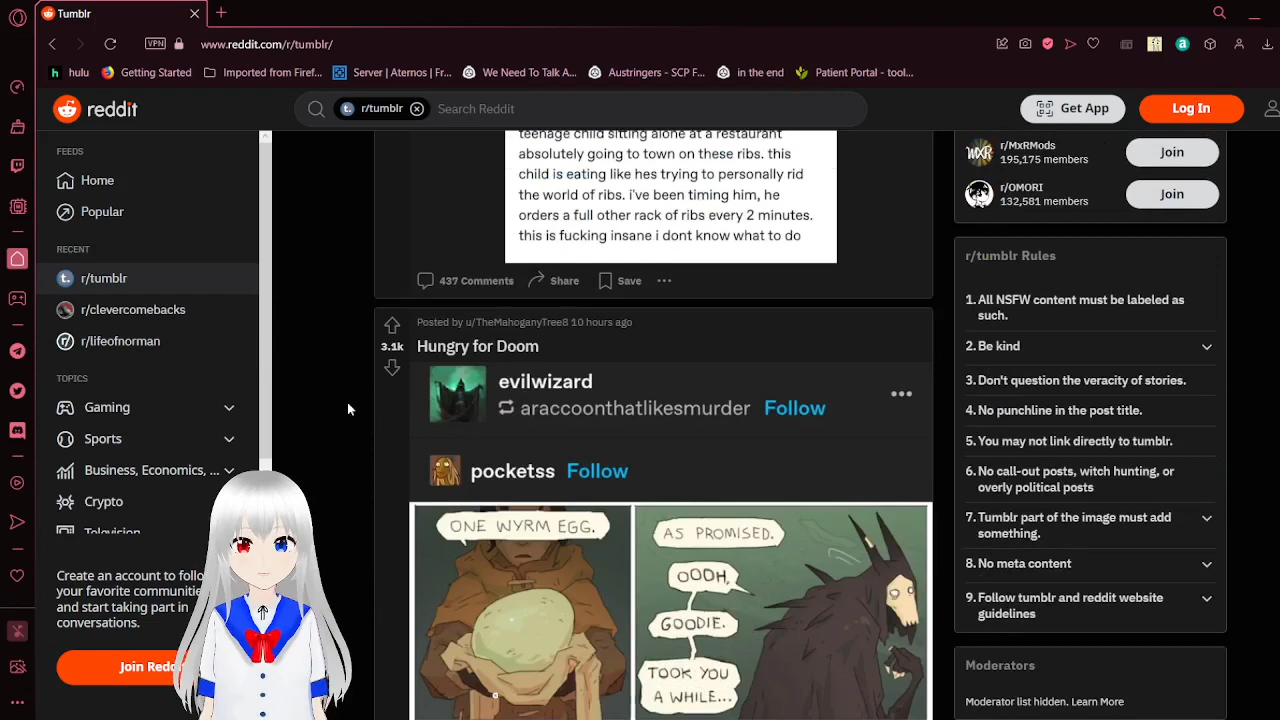 Tumblr
VPN
www.reddit.com/r/tumblr/
h hulu
Getting Started
Imported from Firef...
Server | Aternos | Fr...
We Need To Talk A...
Austringers - SCP F...
in the end
Patient Portal - tool...
reddit
r/tumblr
Search Reddit
Get App
Log In
FEEDS
Home
Popular
RECENT
r/tumblr
r/clevercomebacks
r/lifeofnorman
TOPICS
Gaming
Sports
Business, Economics, ...
Crypto
Television
Create an account to follo
your favorite communities
and start taking part in
conversations.
Join Redd
teenage child sitting alone at a restaurant
absolutely going to town on these ribs. this
child is eating like hes trying to personally rid
the world of ribs. i've been timing him, he
orders a full other rack of ribs every 2 minutes.
this is fucking insane i dont know what to do
437 Comments
Share
Save
Posted by u/TheMahoganyTree8 10 hours ago
3.1k
Hungry for Doom
evilwizard
araccoonthatlikesmurder Follow
pocketss Follow
ONE WYRM EGG.
AS PROMISED.
OOOH,
GOODIE.
TOOK YOU
A WHILE...
MXR
r/MxRMods
195,175 members
Join
r/OMORI
132,581 members
Join
r/tumblr Rules
1. All NSFW content must be labeled as
such.
2. Be kind
3. Don't question the veracity of stories.
4. No punchline in the post title.
5. You may not link directly to tumblr.
6. No call-out posts, witch hunting, or
overly political posts
7. Tumblr part of the image must add
something.
8. No meta content
9. Follow tumblr and reddit website
guidelines
Moderators
Moderator list hidden. Learn More